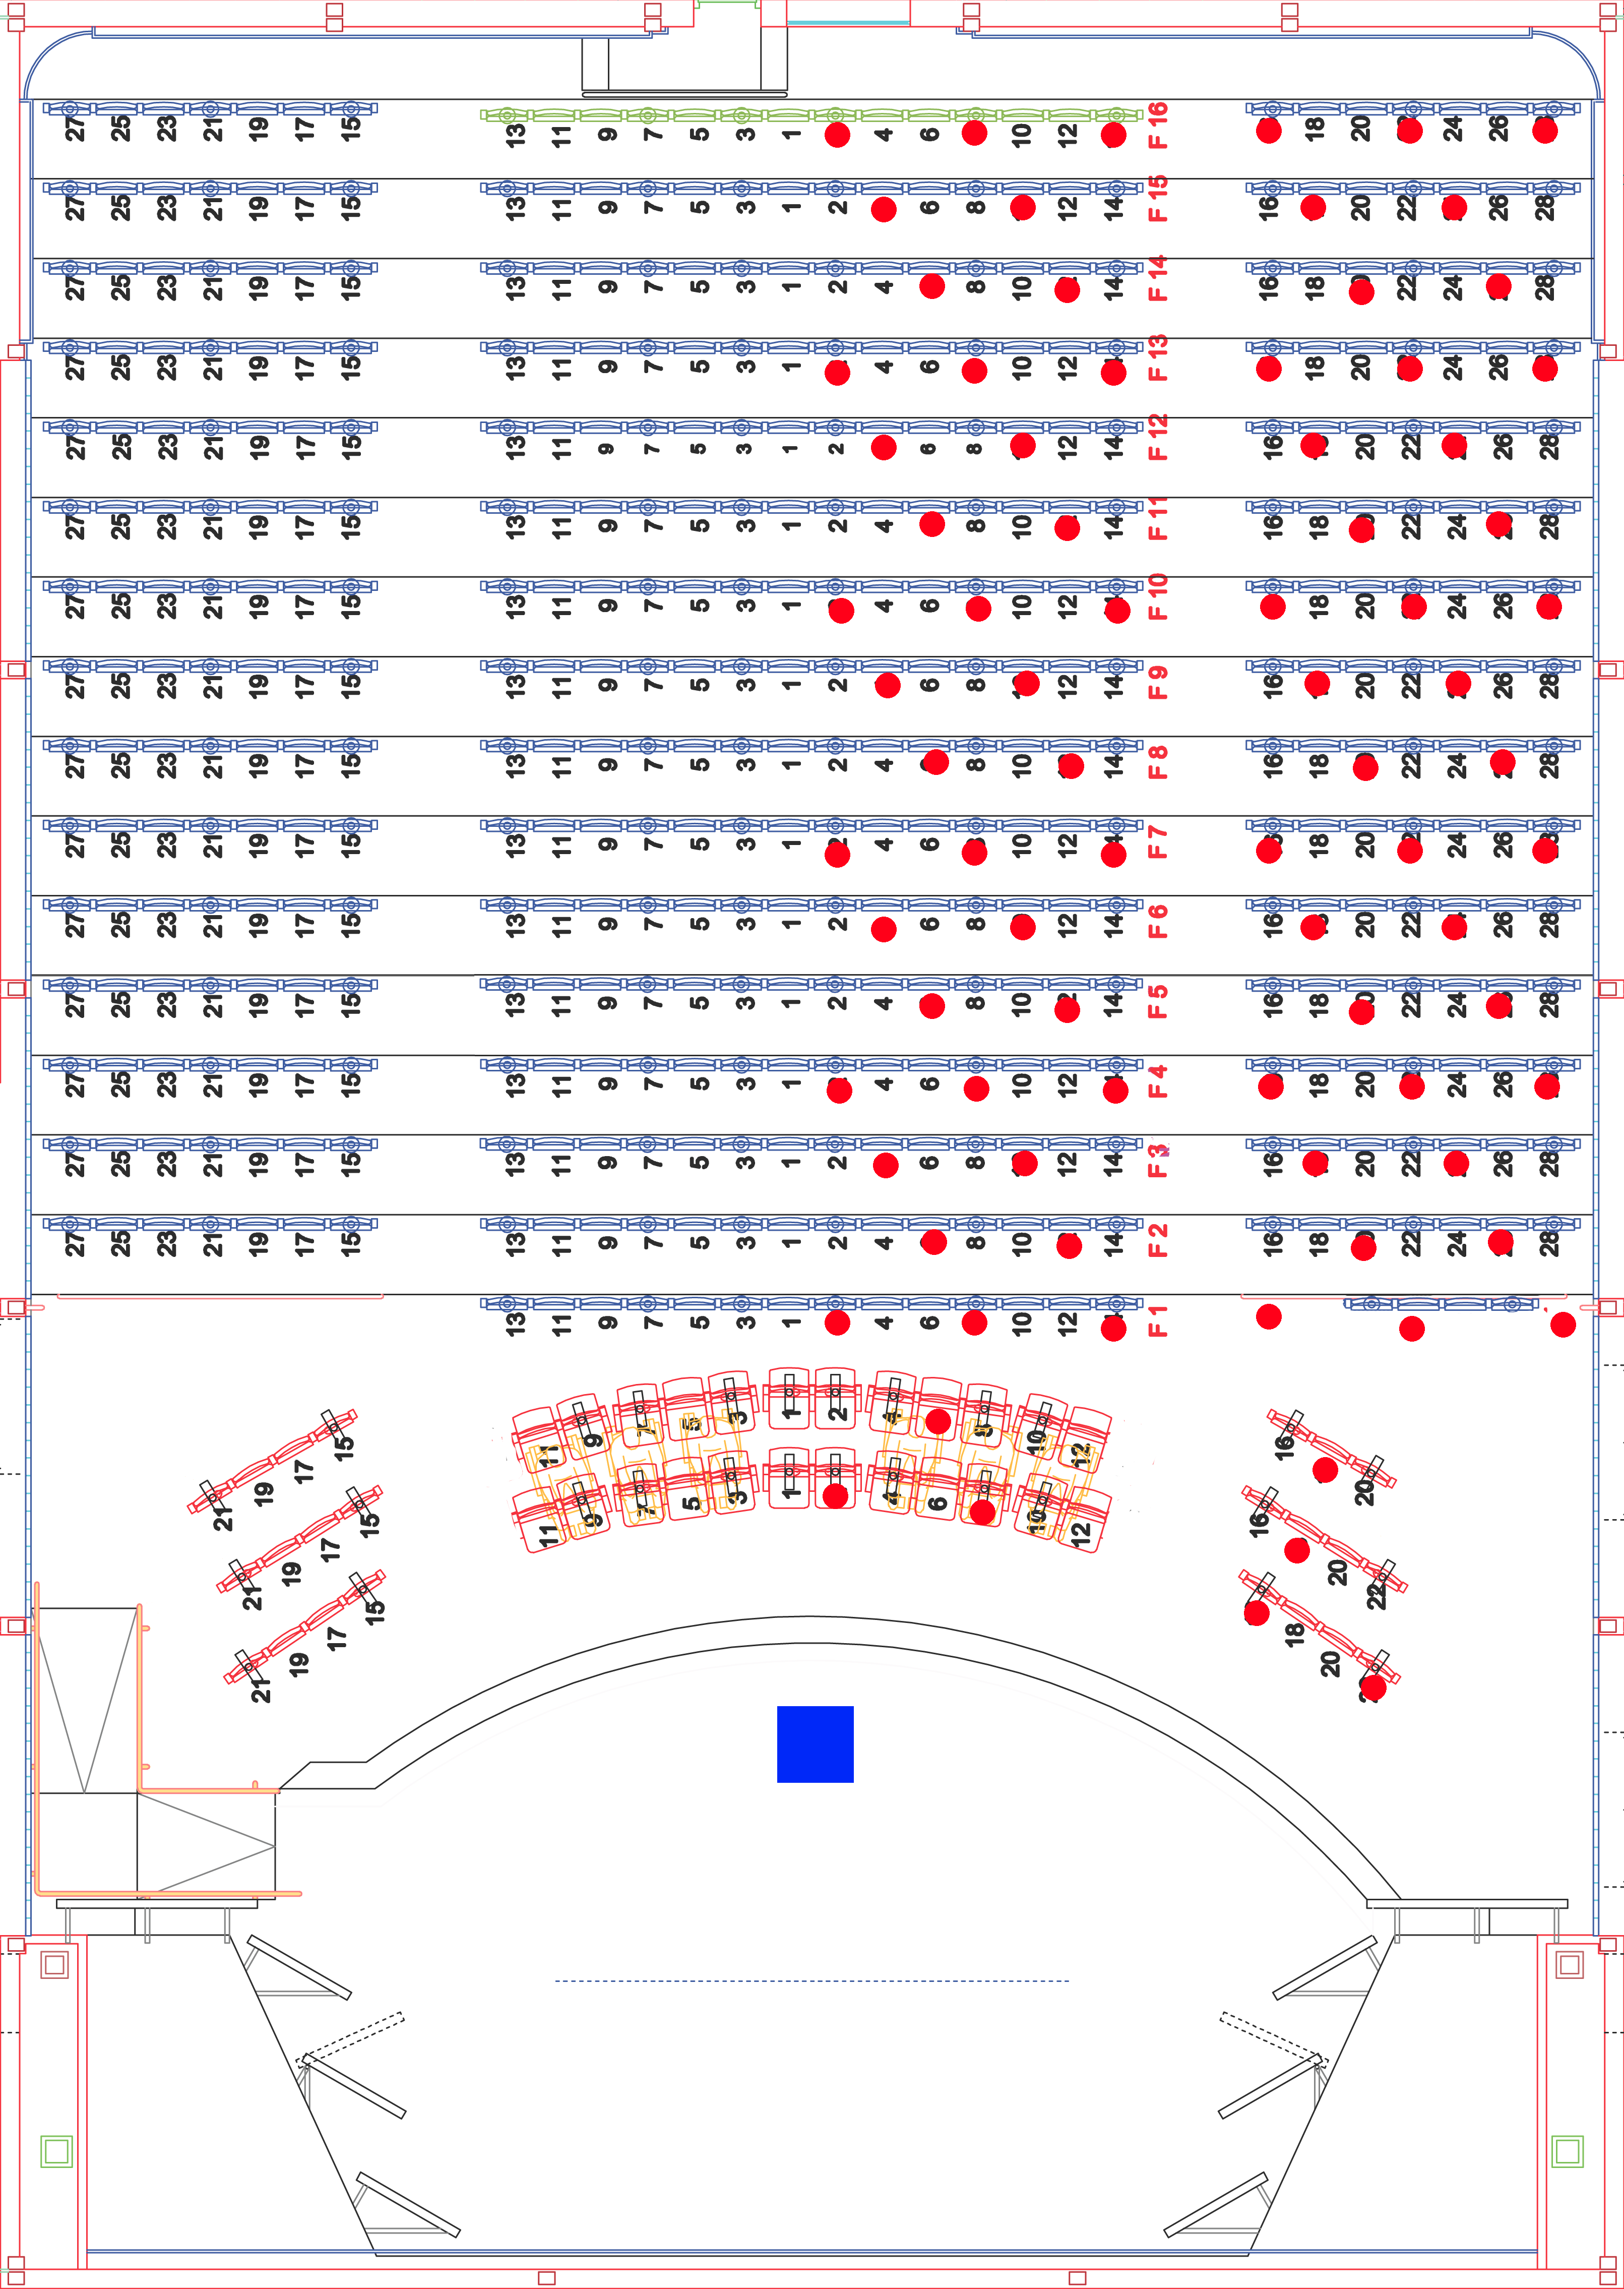 27 25 23 21 19 17 15 13 11 9 7 5 3 1 4 6 10 12 F 16 18 20 24 26
27 25 23 21 19 17 15 13 11 9 7 5 3 1 2 6 8 12 14 F 15 16 20 22 26 28
27 25 23 21 19 17 15 13 11 9 7 5 3 1 2 4 8 10 14 F 14 16 18 22 24 28
27 25 23 21 19 17 15 13 11 9 7 5 3 1 4 6 10 12 F 13 18 20 24 26
27 25 23 21 19 17 15 13 11 9 7 5 3 1 2 6 8 12 14 F 12 16 20 22 26 28
27 25 23 21 19 17 15 13 11 9 7 5 3 1 2 4 8 10 14 F 11 16 18 22 24 28
27 25 23 21 19 17 15 13 11 9 7 5 3 1 4 6 10 12 F 10 18 20 24 26
27 25 23 21 19 17 15 13 11 9 7 5 3 1 2 6 8 12 14 F 9 16 20 22 26 28
27 25 23 21 19 17 15 13 11 9 7 5 3 1 2 4 8 10 14 F 8 16 18 22 24 28
27 25 23 21 19 17 15 13 11 9 7 5 3 1 4 6 10 12 F 7 18 20 24 26
27 25 23 21 19 17 15 13 11 9 7 5 3 1 2 6 8 12 14 F 6 16 20 22 26 28
27 25 23 21 19 17 15 13 11 9 7 5 3 1 2 4 8 10 14 F 5 16 18 22 24 28
27 25 23 21 19 17 15 13 11 9 7 5 3 1 4 6 10 12 F 4 18 20 24 26
27 25 23 21 19 17 15 13 11 9 7 5 3 1 2 6 8 12 14 F 3 16 20 22 26 28
27 25 23 21 19 17 15 13 11 9 7 5 3 1 2 4 8 10 14 F 2 16 18 22 24 28
13 11 9 7 5 3 1 4 6 10 12 F 1
21 19 17 15 11 9 7 5 3 1 2 4 8 10 12 16 20
21 19 17 15 11 9 7 5 3 1 4 6 10 12 16 20 22
21 19 17 15 18 20